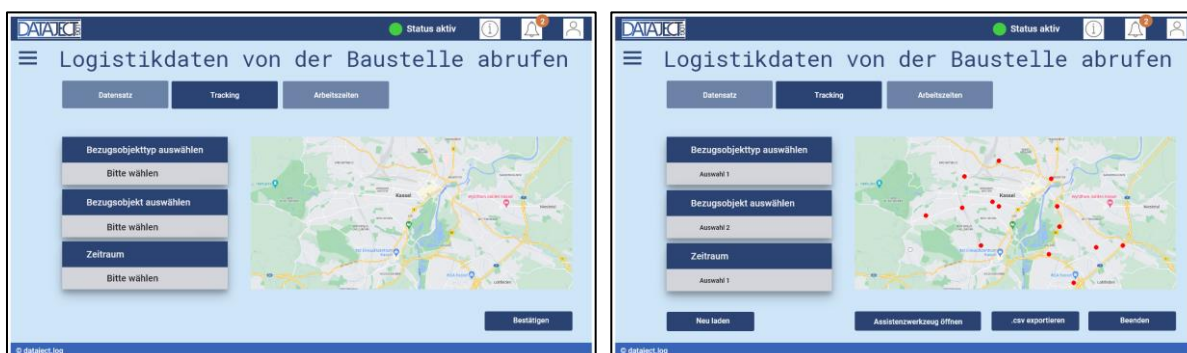 DATAJECT
Status aktiv
2
Logistikdaten von der Baustelle abrufen
Datensatz
Tracking
Arbeitszeiten
Bezugsobjekttyp auswählen
Bitte wählen
Bezugsobjekt auswählen
Bitte wählen
Zeitraum
Bitte wählen
Kassel
Bestätigen
© dataject.log
DATAJECT
Status aktiv
2
Logistikdaten von der Baustelle abrufen
Datensatz
Tracking
Arbeitszeiten
Bezugsobjekttyp auswählen
Auswahl 1
Bezugsobjekt auswählen
Auswahl 2
Zeitraum
Auswahl 1
Kassel
Neu laden
Assistenzwerkzeug öffnen
.csv exportieren
Beenden
© dataject.log